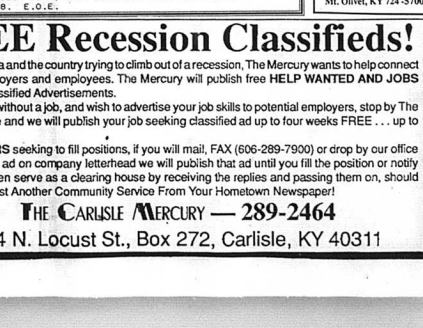 8. E.O.E.
Mt. Olivet, KY 724-5700
EE Recession Classifieds!
a and the country trying to climb out of a recession, The Mercury wants to help connect
oyers and employees. The Mercury will publish free HELP WANTED AND JOBS
ssified Advertisements.
without a job, and wish to advertise your job skills to potential employers, stop by The
e and we will publish your job seeking classified ad up to four weeks FREE . . . up to
RS seeking to fill positions, if you will mail, FAX (606-289-7900) or drop by our office
ad on company letterhead we will publish that ad until you fill the position or notify
en serve as a clearing house by receiving the replies and passing them on, should
st Another Community Service From Your Hometown Newspaper!
THE CARLISLE MERCURY — 289-2464
4 N. Locust St., Box 272, Carlisle, KY 40311